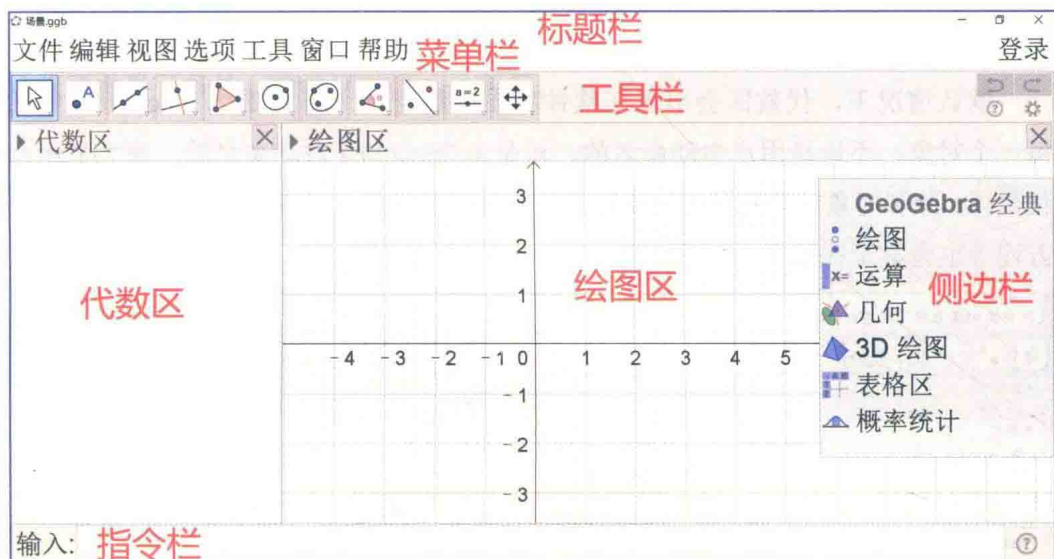 场景.ggb
标题栏
文件 编辑 视图 选项 工具 窗口 帮助 菜单栏 登录
A a=2 工具栏
代数区 绘图区
3
GeoGebra 经典
2
绘图
x= 运算
代数区 绘图区 侧边栏
1
几何
-4 -3 -2 -1 0 1 2 3 4 5
3D 绘图
表格区
-1
概率统计
-2
-3
输入: 指令栏